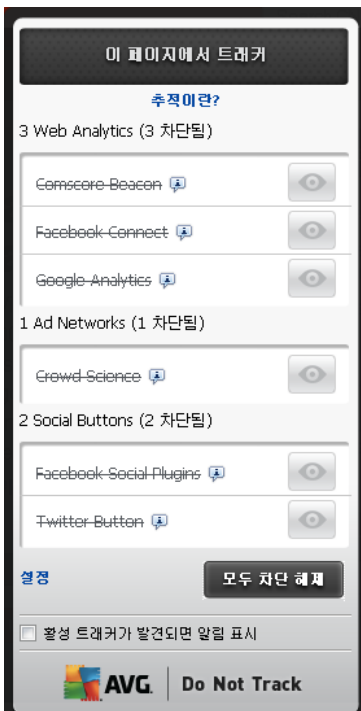 이 페이지에서 트래커
추적이란?
3 Web Analytics (3 차단됨)
Comscore Beacon
Facebook Connect
Google Analytics
1 Ad Networks (1 차단됨)
Crowd Science
2 Social Buttons (2 차단됨)
Facebook Social Plugins
Twitter Button
설정 모두 차단 해제
활성 트래커가 발견되면 알림 표시
AVG. Do Not Track